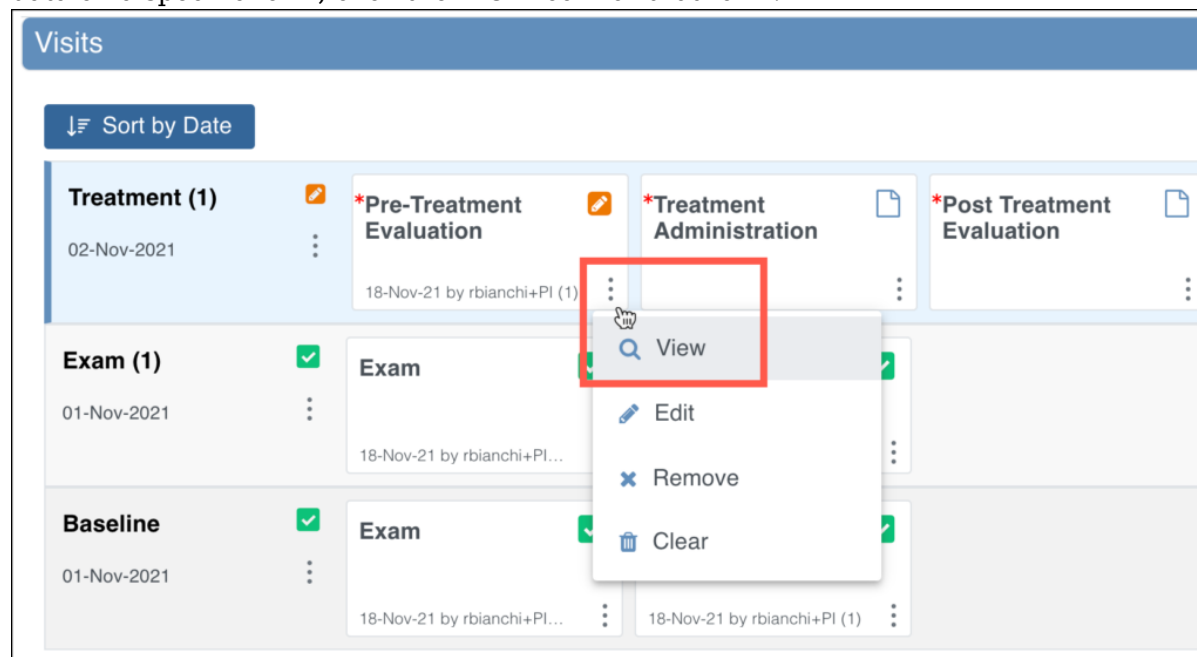 Visits
Sort by Date
Treatment (1)
02-Nov-2021
*Pre-Treatment
Evaluation
18-Nov-21 by rbianchi+PI (1)
*Treatment
Administration
*Post Treatment
Evaluation
View
Edit
Remove
Clear
Exam (1)
01-Nov-2021
Exam
18-Nov-21 by rbianchi+PI...
Baseline
01-Nov-2021
Exam
18-Nov-21 by rbianchi+PI...
18-Nov-21 by rbianchi+PI (1)